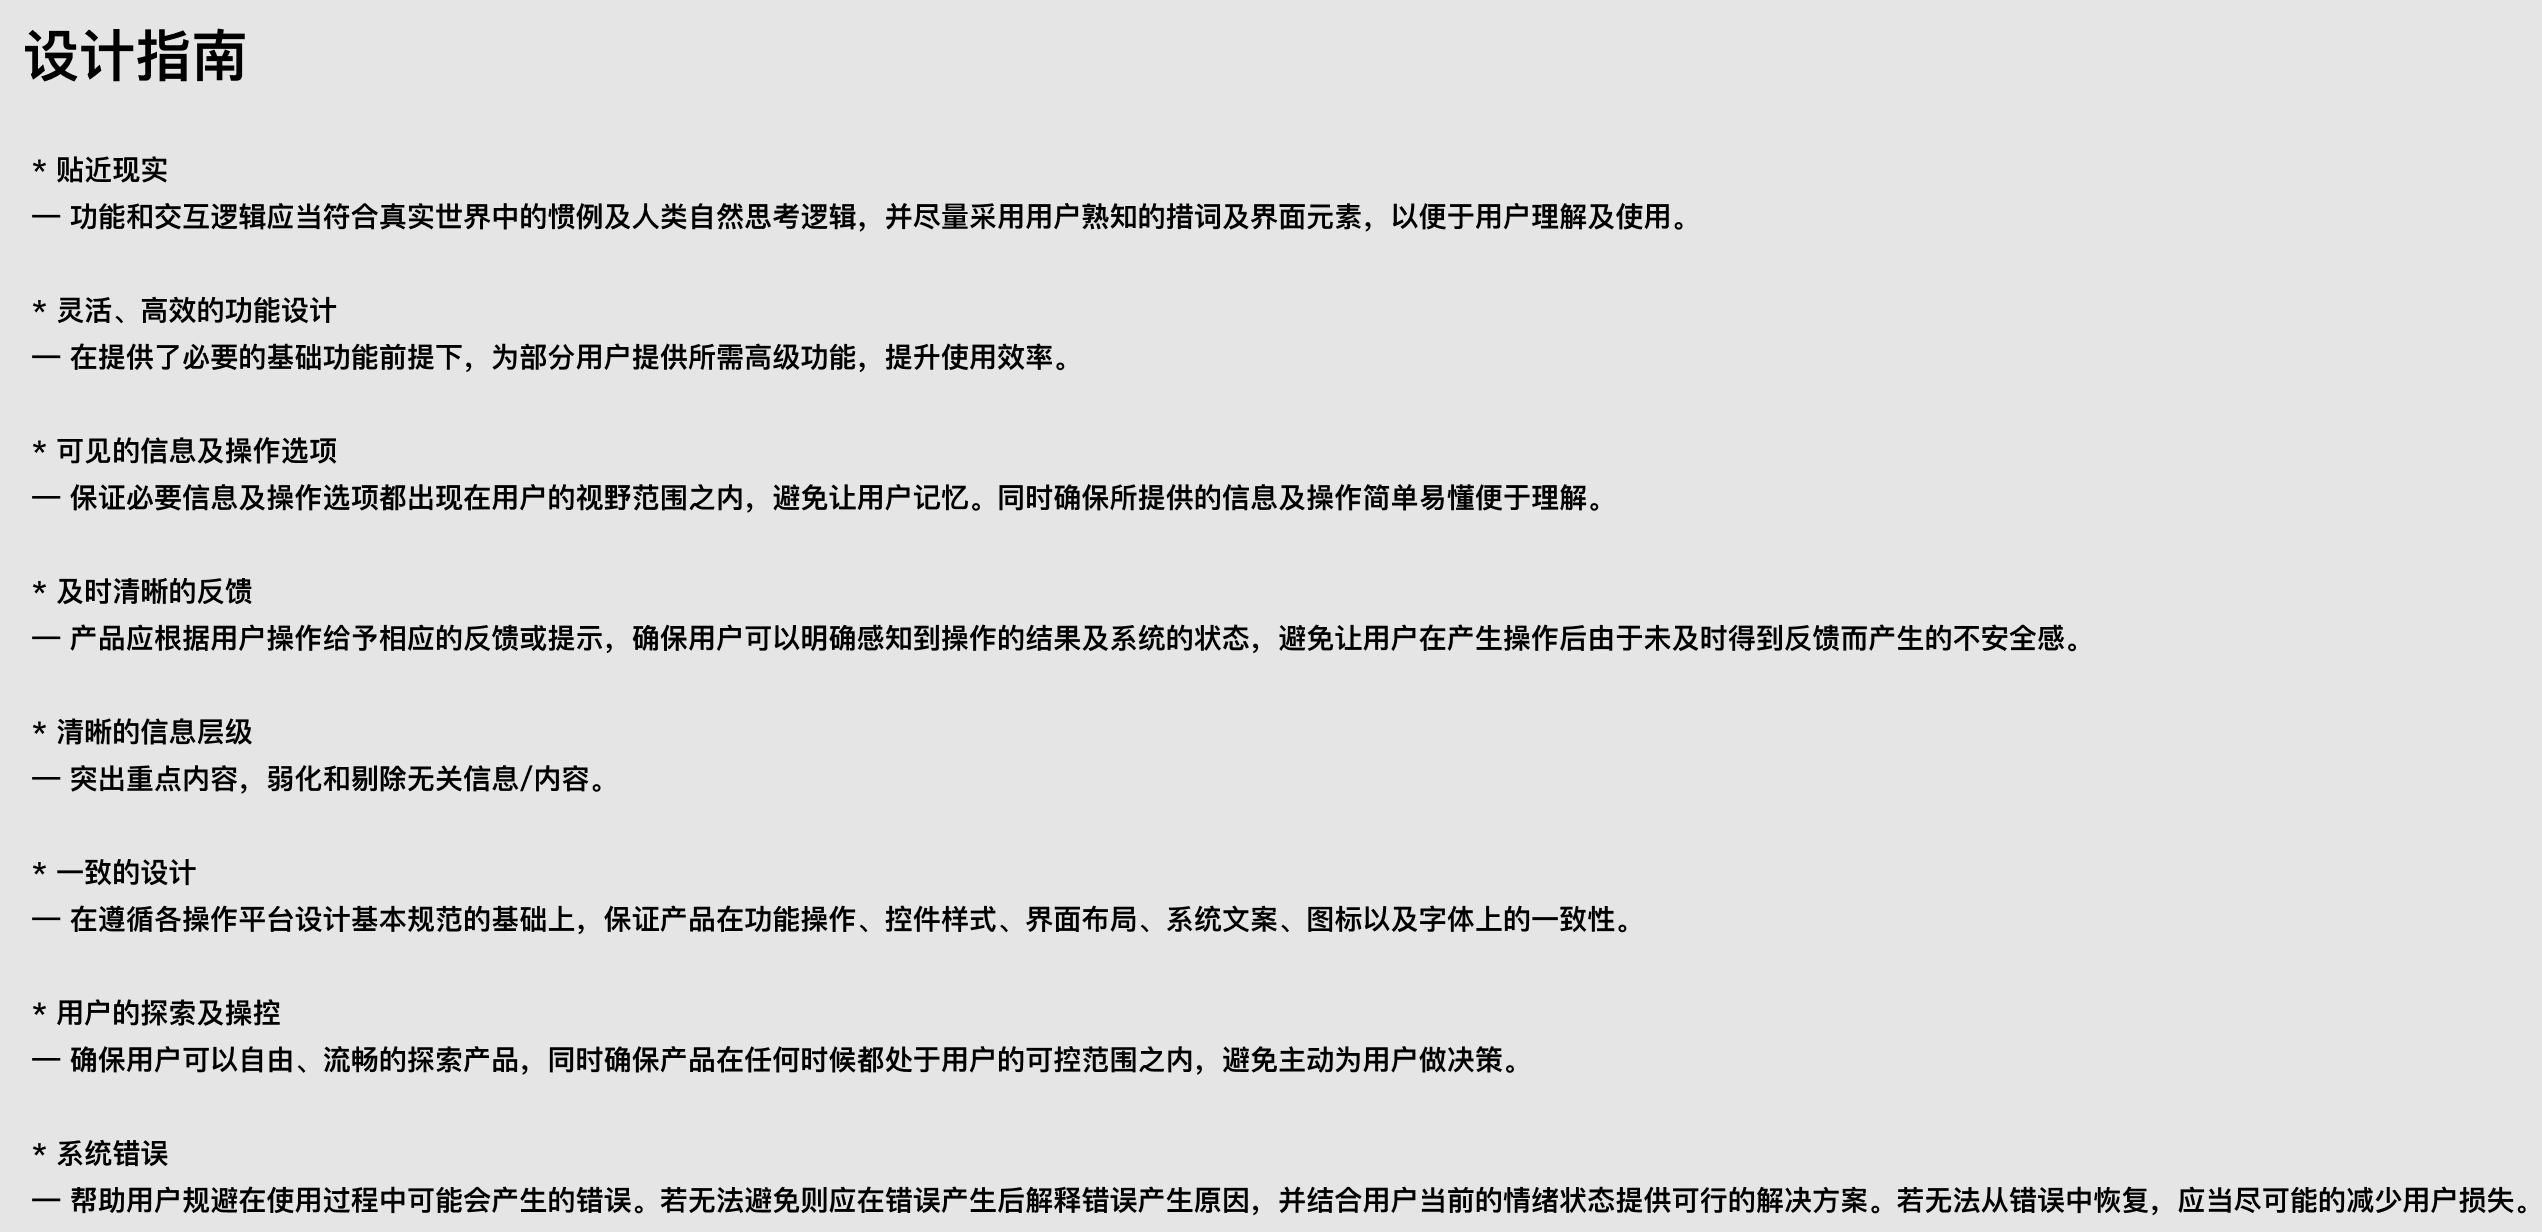 设计指南
* 贴近现实
— 功能和交互逻辑应当符合真实世界中的惯例及人类自然思考逻辑，并尽量采用用户熟知的措词及界面元素，以便于用户理解及使用。
* 灵活、高效的功能设计
— 在提供了必要的基础功能前提下，为部分用户提供所需高级功能，提升使用效率。
* 可见的信息及操作选项
— 保证必要信息及操作选项都出现在用户的视野范围之内，避免让用户记忆。同时确保所提供的信息及操作简单易懂便于理解。
* 及时清晰的反馈
— 产品应根据用户操作给予相应的反馈或提示，确保用户可以明确感知到操作的结果及系统的状态，避免让用户在产生操作后由于未及时得到反馈而产生的不安全感。
* 清晰的信息层级
— 突出重点内容，弱化和剔除无关信息/内容。
* 一致的设计
— 在遵循各操作平台设计基本规范的基础上，保证产品在功能操作、控件样式、界面布局、系统文案、图标以及字体上的一致性。
* 用户的探索及操控
— 确保用户可以自由、流畅的探索产品，同时确保产品在任何时候都处于用户的可控范围之内，避免主动为用户做决策。
* 系统错误
— 帮助用户规避在使用过程中可能会产生的错误。若无法避免则应在错误产生后解释错误产生原因，并结合用户当前的情绪状态提供可行的解决方案。若无法从错误中恢复，应当尽可能的减少用户损失。